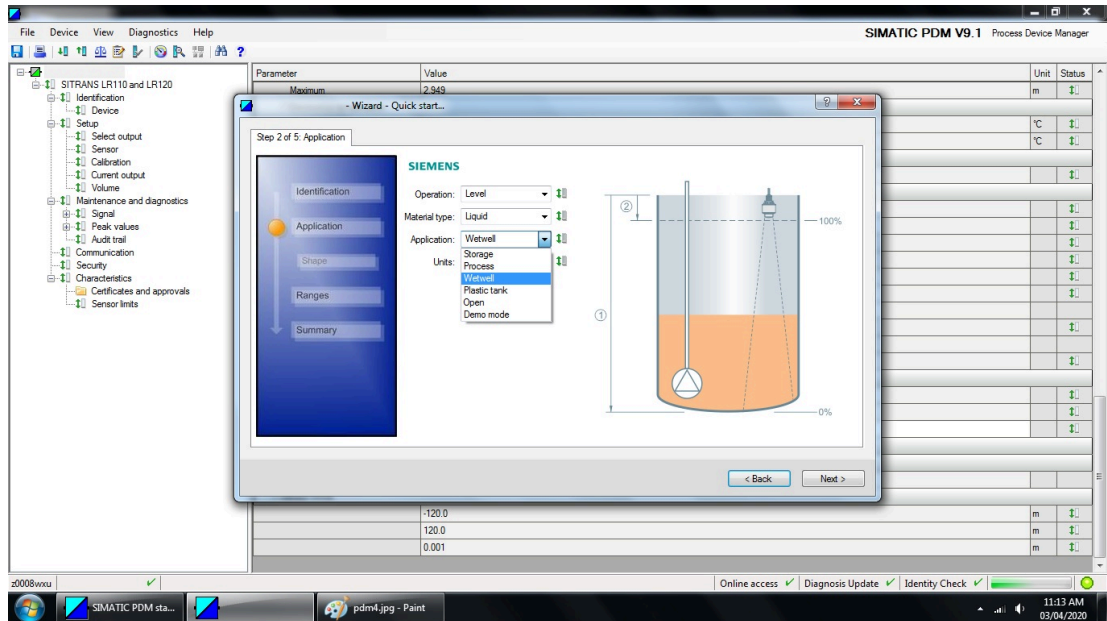 File Device View Diagnostics Help
SIMATIC PDM V9.1 Process Device Manager
SITRANS LR110 and LR120
Identification
Device
Setup
Select output
Sensor
Calibration
Current output
Volume
Maintenance and diagnostics
Signal
Peak values
Audit trail
Communication
Security
Characteristics
Certificates and approvals
Sensor limits
Parameter Value Unit Status
Maximum 2.949 m
°C
°C
- Wizard - Quick start...
Step 2 of 5: Application
SIEMENS
Identification
Application
Shape
Ranges
Summary
Operation: Level
Material type: Liquid
Application: Wetwell
Units:
Storage
Process
Wetwell
Plastic tank
Open
Demo mode
2
100%
1
0%
< Back Next >
-120.0 m
120.0 m
0.001 m
z0008wxu Online access Diagnosis Update Identity Check
SIMATIC PDM sta... pdm4.jpg - Paint 11:13 AM
03/04/2020